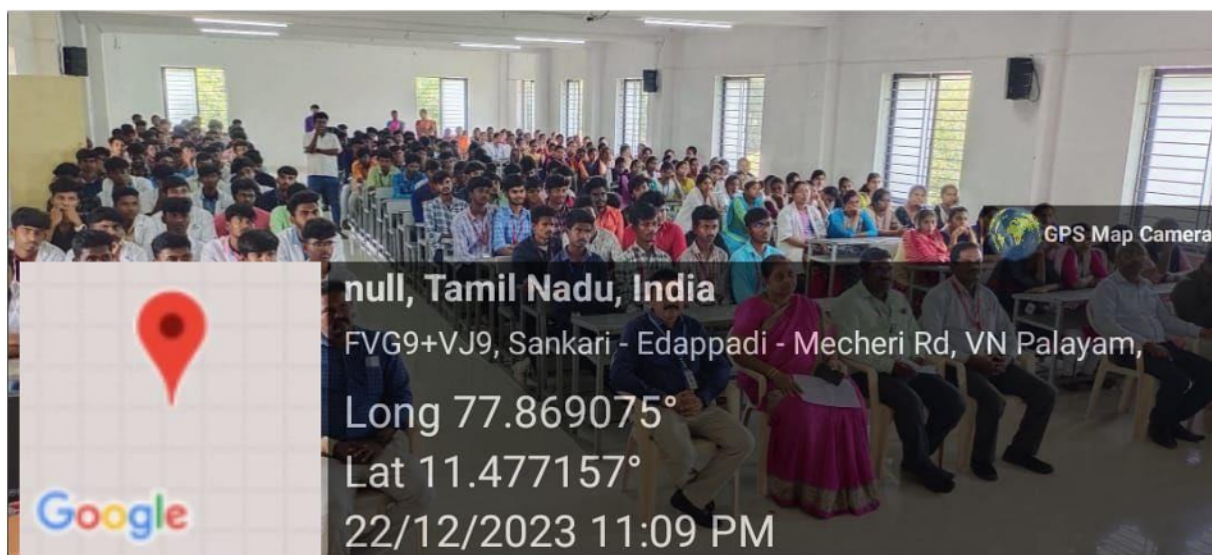 GPS Map Camera
null, Tamil Nadu, India
FVG9+VJ9, Sankari - Edappadi - Mecheri Rd, VN Palayam,
Long 77.869075°
Lat 11.477157°
22/12/2023 11:09 PM
Google